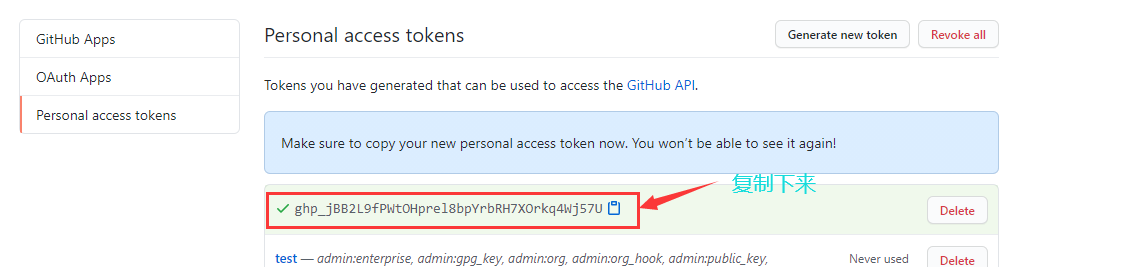 GitHub Apps
OAuth Apps
Personal access tokens
Personal access tokens
Generate new token
Revoke all
Tokens you have generated that can be used to access the GitHub API.
Make sure to copy your new personal access token now. You won't be able to see it again!
复制下来
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
Delete
test — admin:enterprise, admin:gpg_key, admin:org, admin:org_hook, admin:public_key,
Never used
Delete